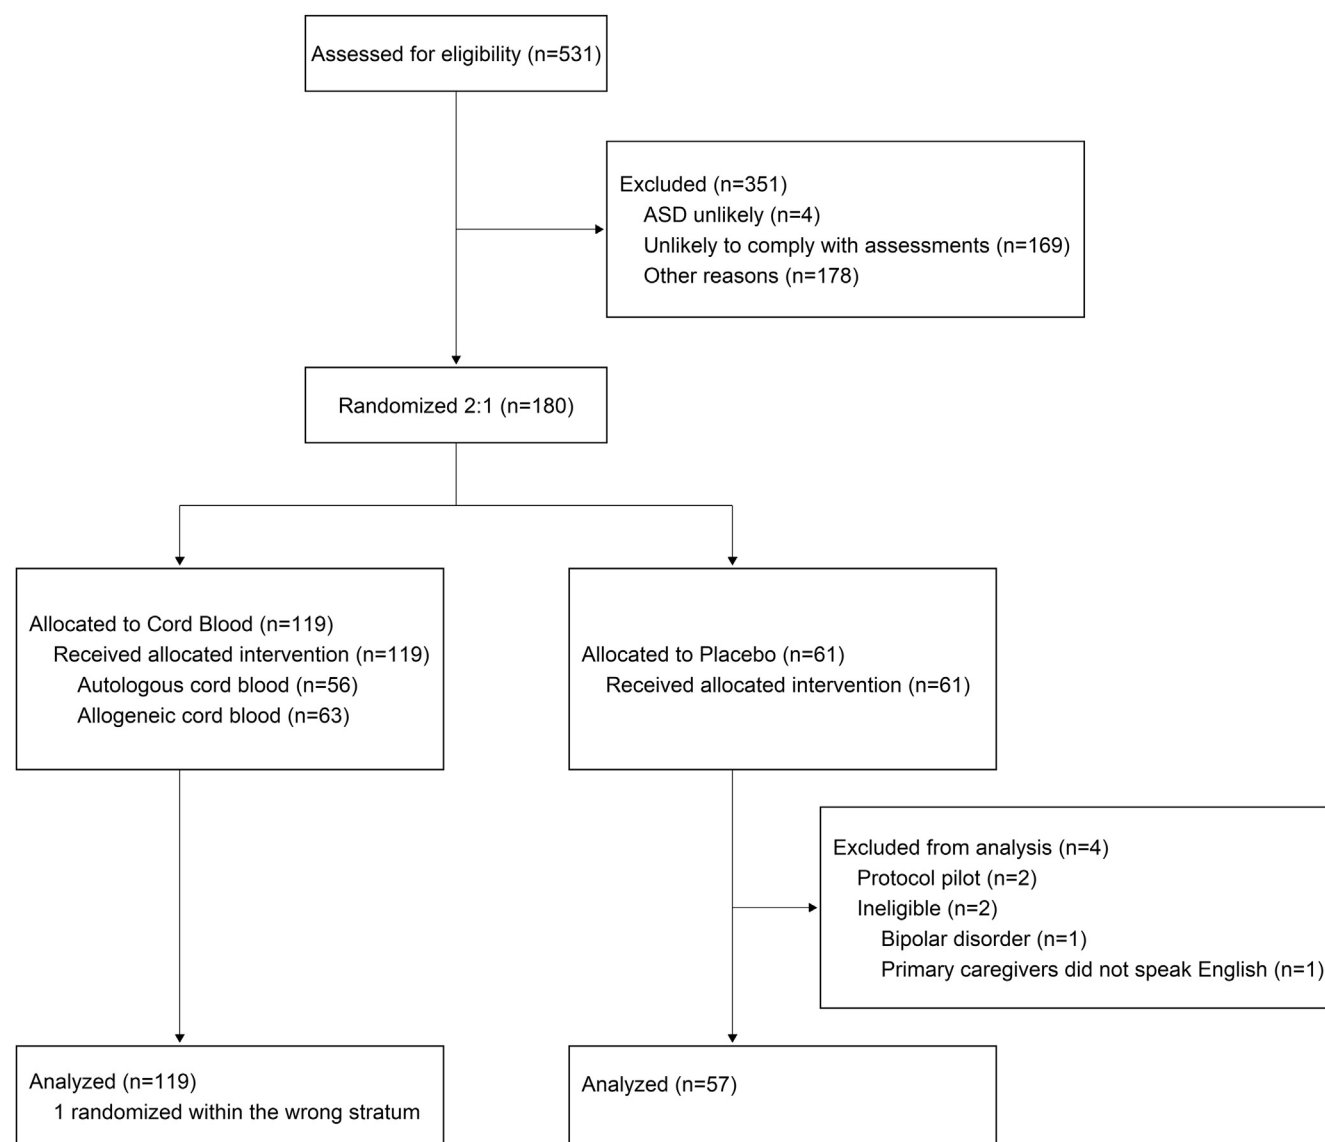 Assessed for eligibility (n=531)
Excluded (n=351)
ASD unlikely (n=4)
Unlikely to comply with assessments (n=169)
Other reasons (n=178)
Randomized 2:1 (n=180)
Allocated to Cord Blood (n=119)
Received allocated intervention (n=119)
Autologous cord blood (n=56)
Allogeneic cord blood (n=63)
Allocated to Placebo (n=61)
Received allocated intervention (n=61)
Excluded from analysis (n=4)
Protocol pilot (n=2)
Ineligible (n=2)
Bipolar disorder (n=1)
Primary caregivers did not speak English (n=1)
Analyzed (n=119)
1 randomized within the wrong stratum
Analyzed (n=57)